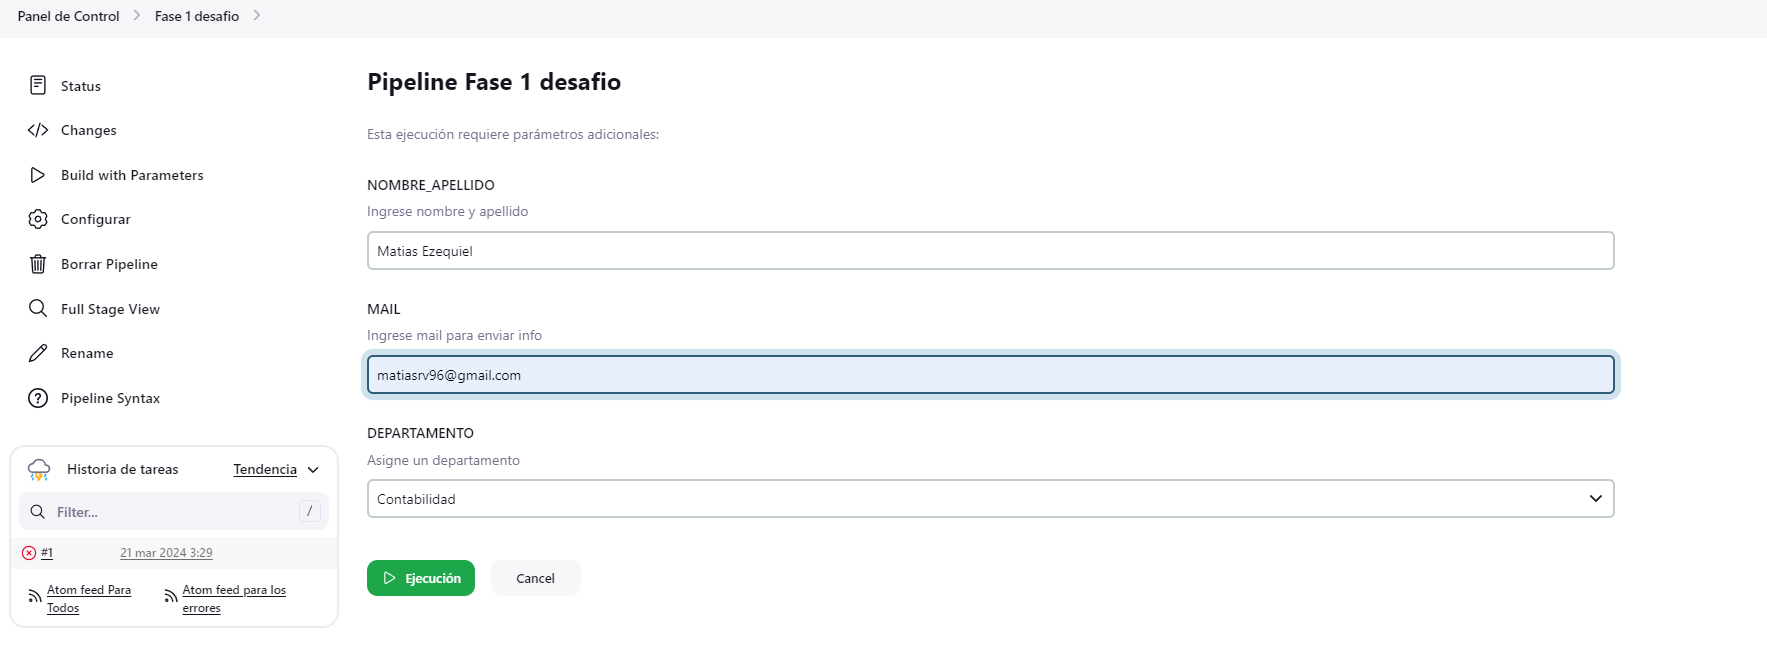 Panel de Control > Fase 1 desafio >
Status
Changes
Build with Parameters
Configurar
Borrar Pipeline
Full Stage View
Rename
Pipeline Syntax
Historia de tareas Tendencia
Filter... /
#1 21 mar 2024 3:29
Atom feed Para Todos
Atom feed para los errores
Pipeline Fase 1 desafio
Esta ejecución requiere parámetros adicionales:
NOMBRE_APELLIDO
Ingrese nombre y apellido
Matias Ezequiel
MAIL
Ingrese mail para enviar info
matiasrv96@gmail.com
DEPARTAMENTO
Asigne un departamento
Contabilidad
Ejecución Cancel